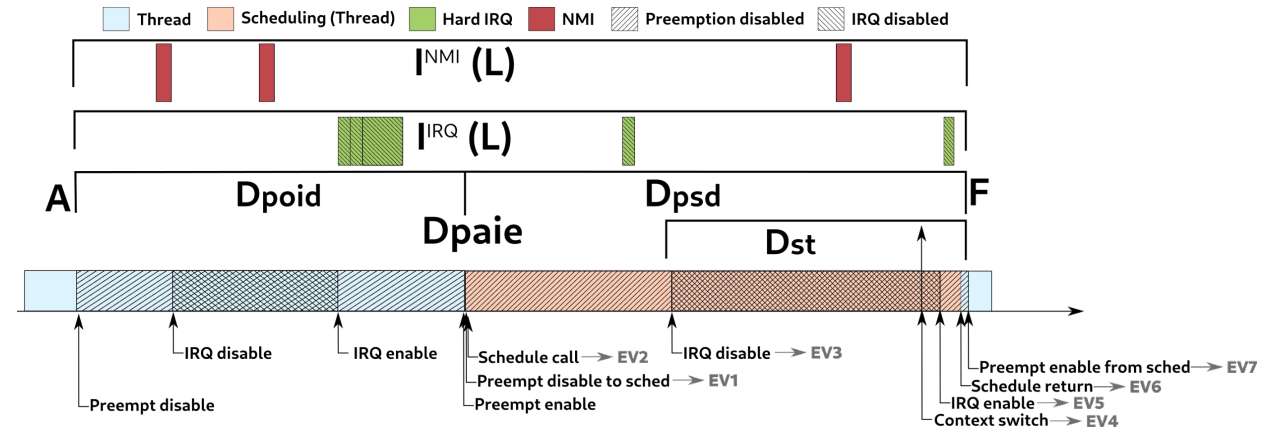 Thread Scheduling (Thread) Hard IRQ NMI Preemption disabled IRQ disabled
I^NMI (L)
I^IRQ (L)
A Dpoid Dpsd F
Dpaie
Dst
Schedule call EV2
Preempt disable to sched EV1
Preempt enable
IRQ disable
IRQ enable
Preempt disable
IRQ disable EV3
Preempt enable from sched EV7
Schedule return EV6
IRQ enable EV5
Context switch EV4